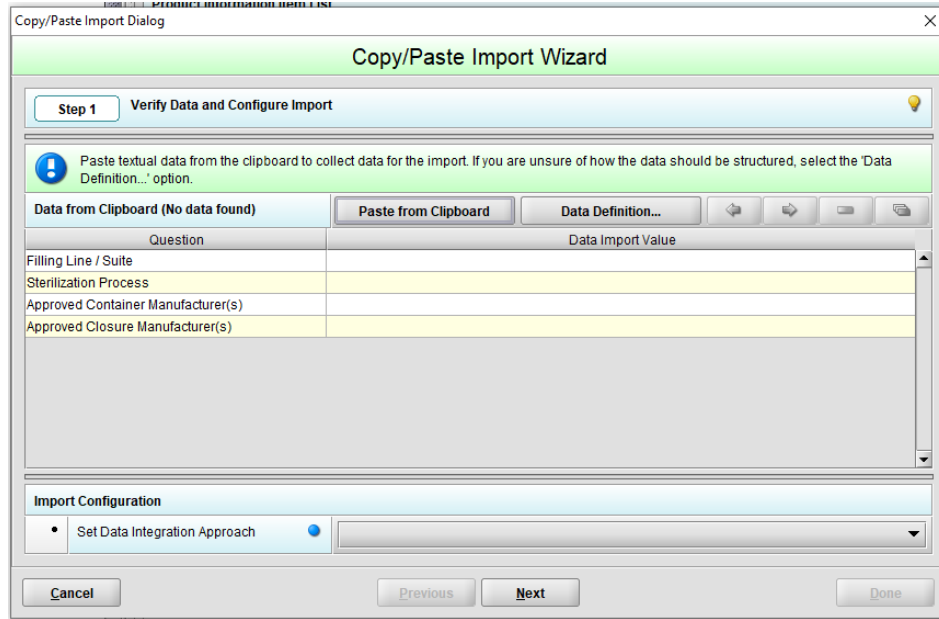 Product Information Item List
Copy/Paste Import Dialog
Copy/Paste Import Wizard
Step 1
Verify Data and Configure Import
Paste textual data from the clipboard to collect data for the import. If you are unsure of how the data should be structured, select the 'Data
Definition...' option.
Data from Clipboard (No data found)
Paste from Clipboard
Data Definition...
Question
Data Import Value
Filling Line / Suite
Sterilization Process
Approved Container Manufacturer(s)
Approved Closure Manufacturer(s)
Import Configuration
Set Data Integration Approach
Cancel
Previous
Next
Done